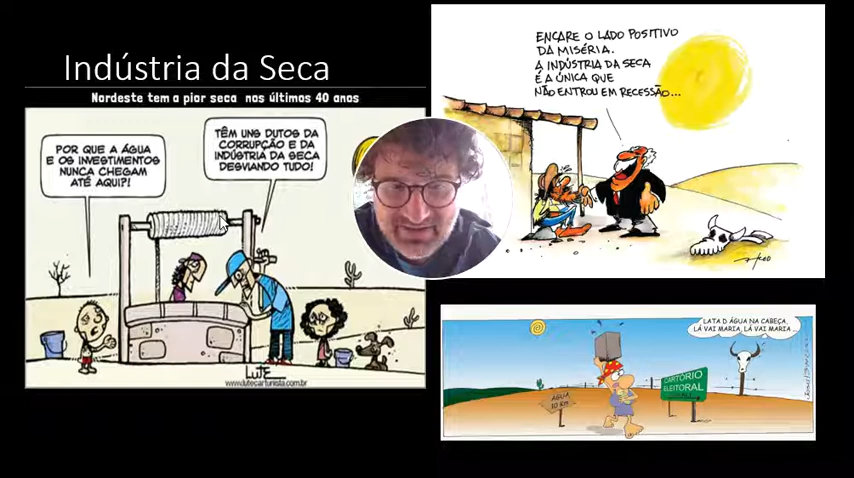 Indústria da Seca
Nordeste tem a pior seca nos últimos 40 anos
POR QUE A ÁGUA
E OS INVESTIMENTOS
NUNCA CHEGAM
ATÉ AQUI?!
TÊM UNS DUTOS DA
CORRUPÇÃO E DA
INDÚSTRIA DA SECA
DESVIANDO TUDO!
LUTE
www.lutecartunista.com.br
ENCARE O LADO POSITIVO
DA MISÉRIA.
A INDÚSTRIA DA SECA
É A ÚNICA QUE
NÃO ENTROU EM RECESSÃO...
LATA D ÁGUA NA CABEÇA,
LÁ VAI MARIA, LÁ VAI MARIA...
CARTÓRIO
ELEITORAL
ÁGUA
10 KM